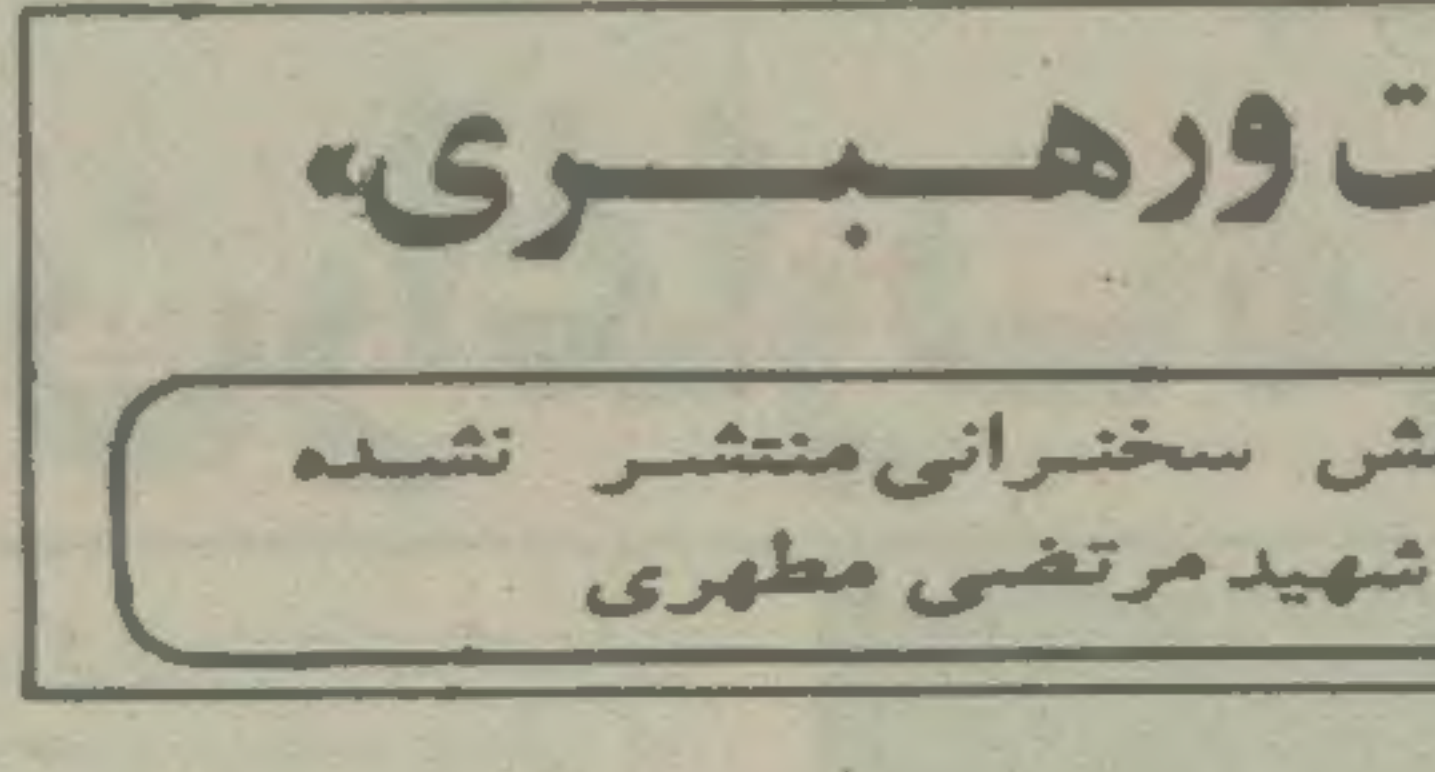 ت ورهبری»
ش سخنرانی منتشر نشده
شهید مرتضی مطهری